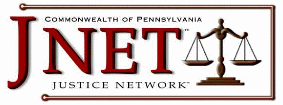 COMMONWEALTH OF PENNSYLVANIA
JNET™
JUSTICE NETWORK™